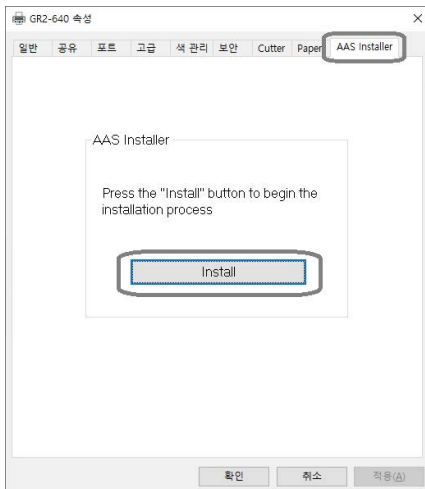 GR2-640 속성
일반 공유 포트 고급 색 관리 보안 Cutter Paper AAS Installer
AAS Installer
Press the "Install" button to begin the
installation process
Install
확인 취소 적용(A)